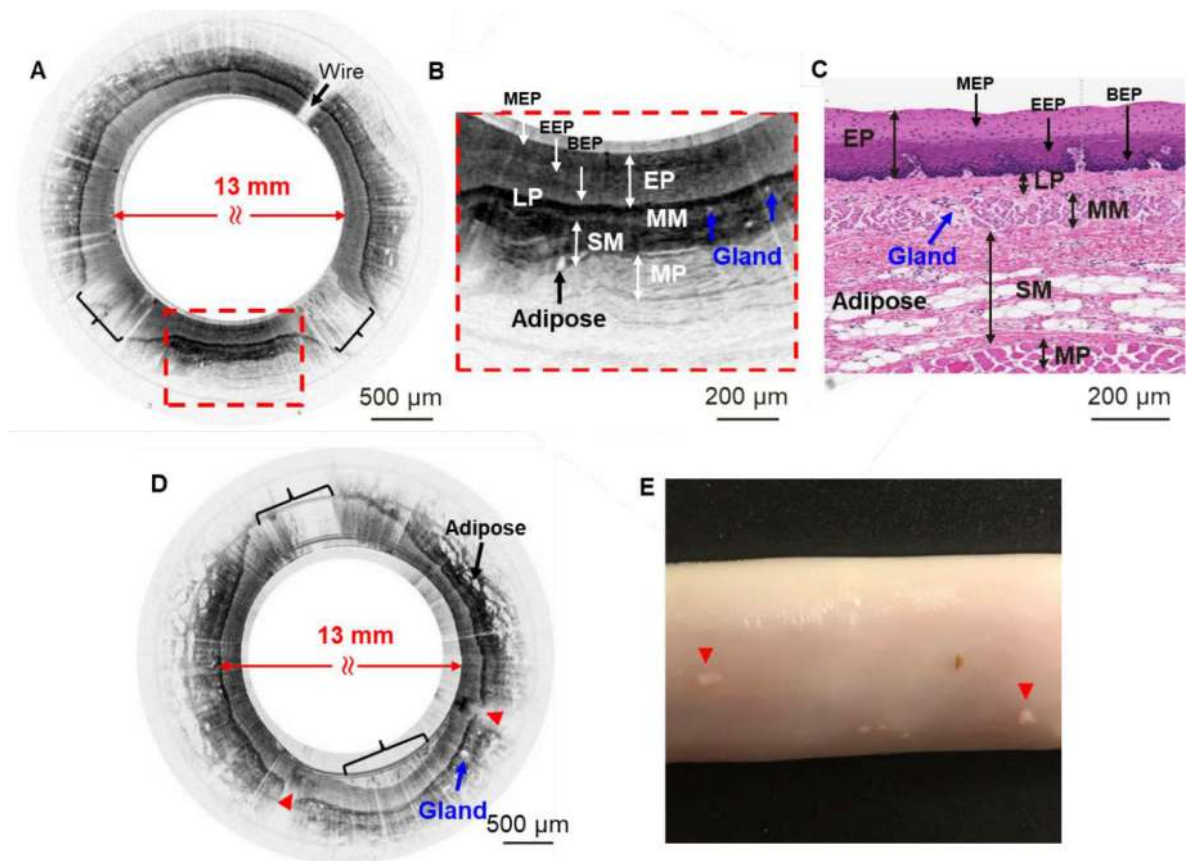 A
Wire
13 mm
500 µm
B
MEP
EEP
BEP
EP
LP
MM
SM
Gland
MP
Adipose
200 µm
C
MEP
EEP
BEP
EP
LP
MM
Gland
SM
Adipose
MP
200 µm
D
Adipose
13 mm
Gland
500 µm
E